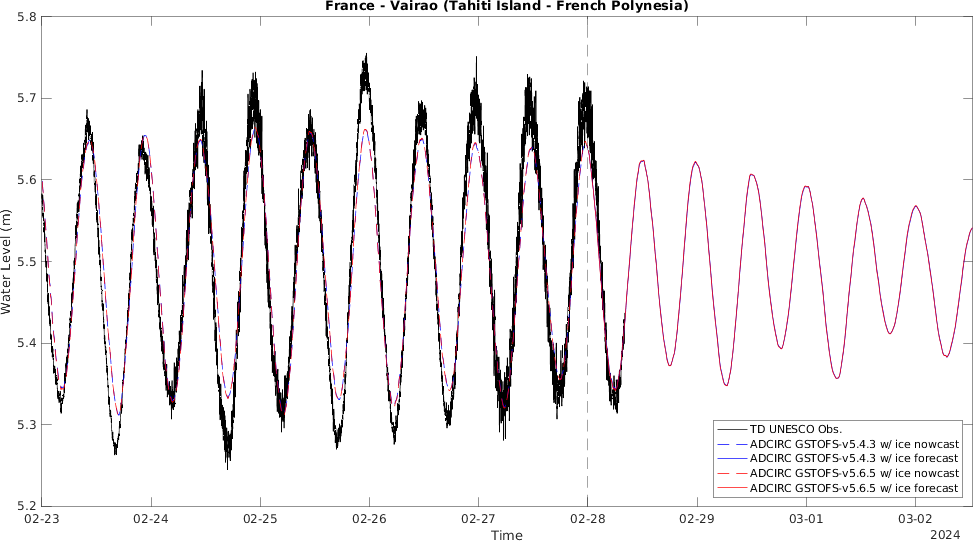 France - Vairao (Tahiti Island - French Polynesia)
5.8
5.7
5.6
5.5
5.4
5.3
5.2
Water Level (m)
TD UNESCO Obs.
ADCIRC GSTOFS-v5.4.3 w/ ice nowcast
ADCIRC GSTOFS-v5.4.3 w/ ice forecast
ADCIRC GSTOFS-v5.6.5 w/ ice nowcast
ADCIRC GSTOFS-v5.6.5 w/ ice forecast
02-23 02-24 02-25 02-26 02-27 02-28 02-29 03-01 03-02
Time
2024